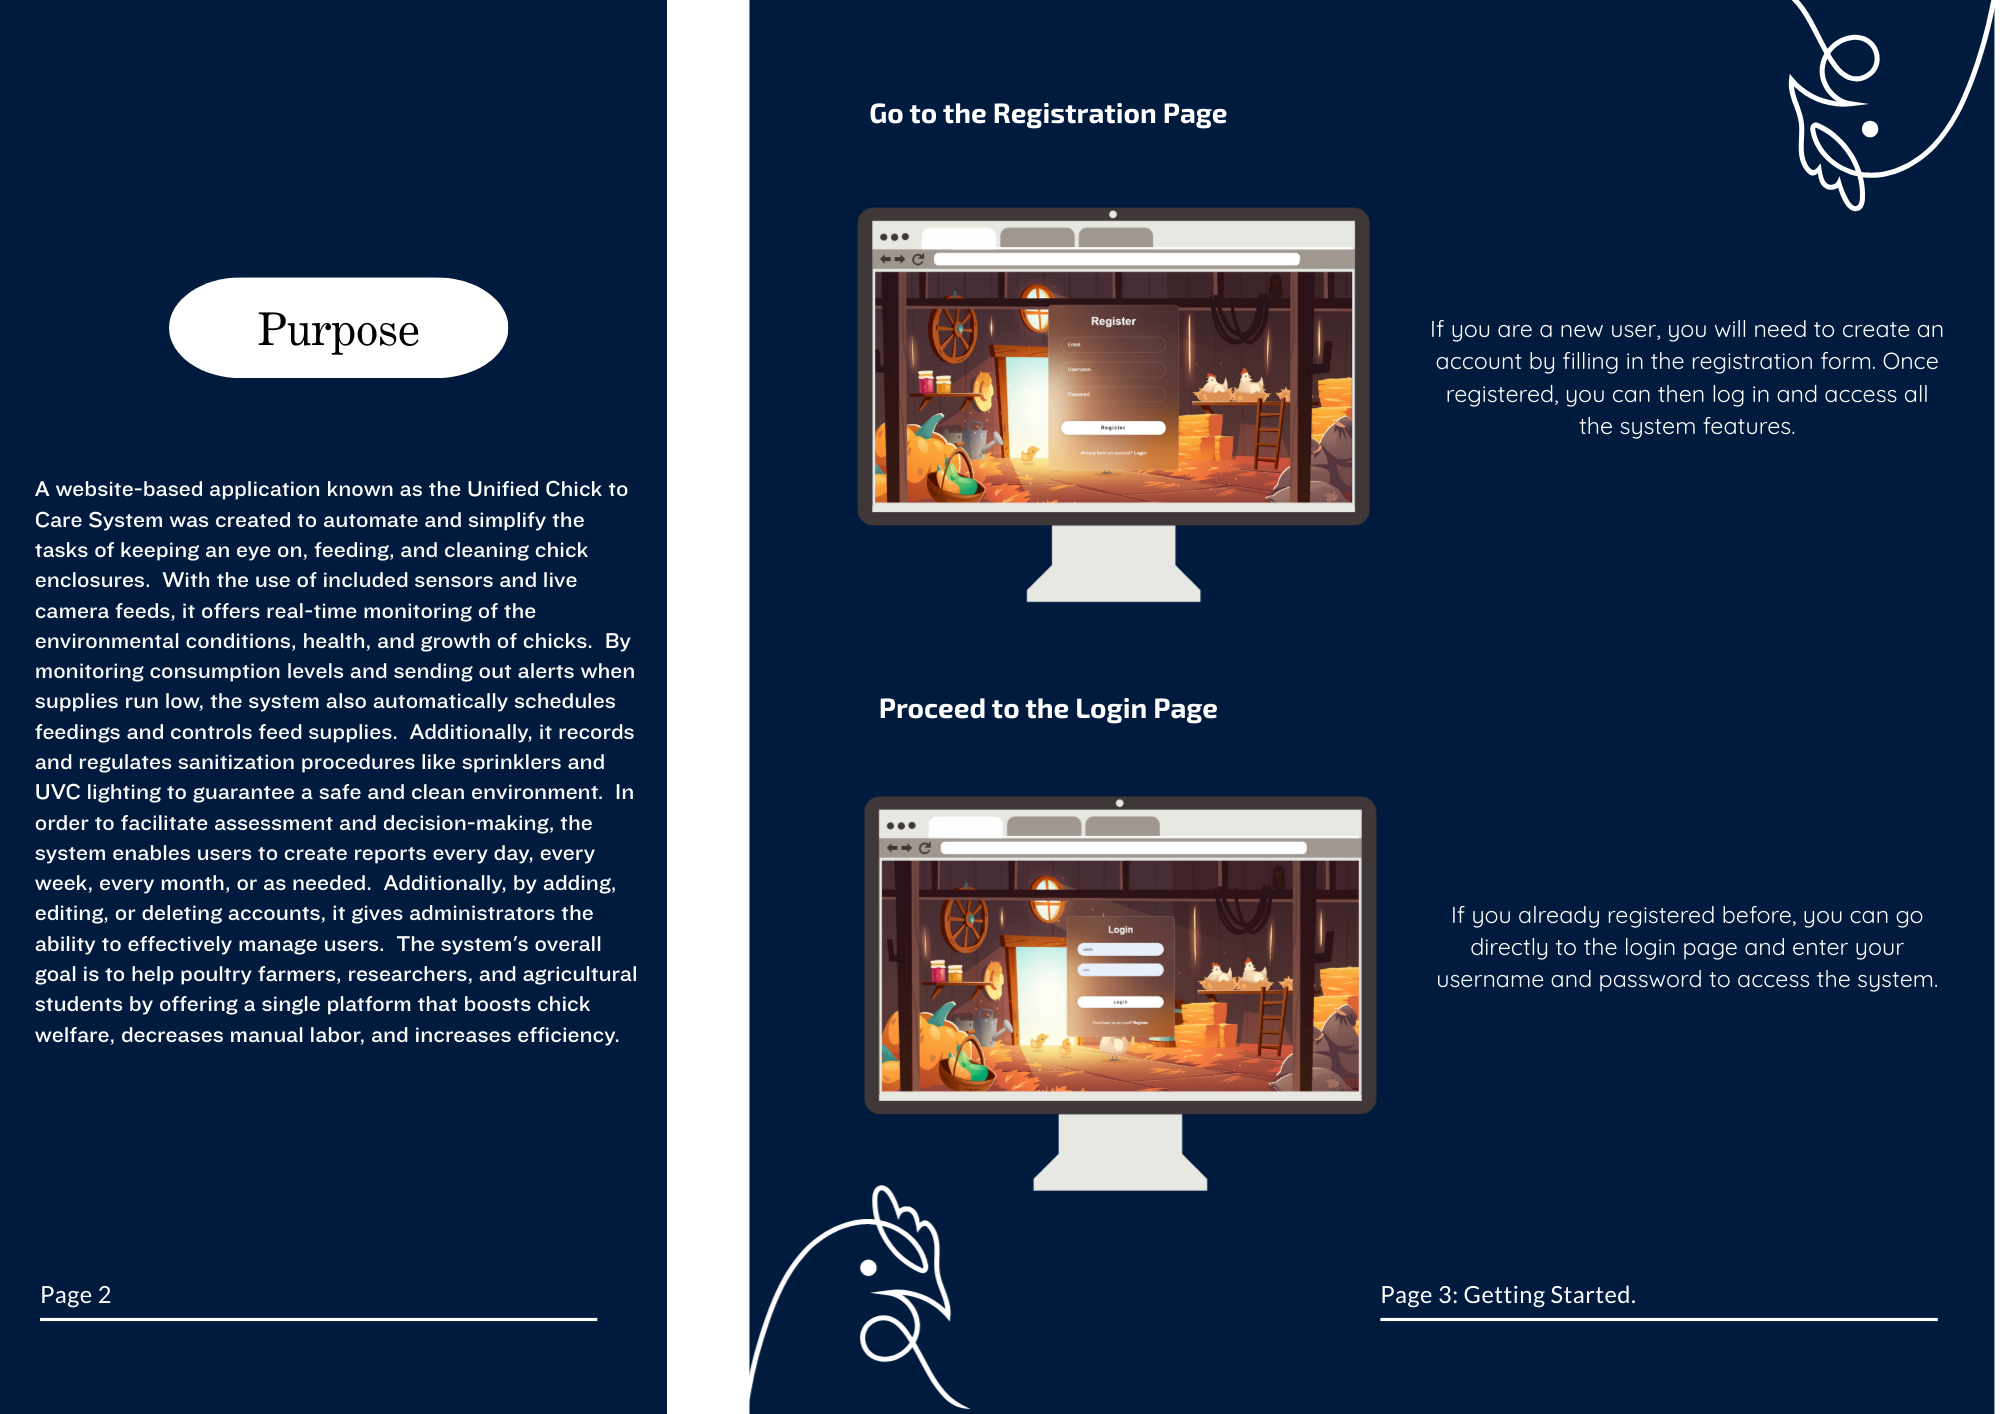 Purpose
A website-based application known as the Unified Chick to
Care System was created to automate and simplify the
tasks of keeping an eye on, feeding, and cleaning chick
enclosures.  With the use of included sensors and live
camera feeds, it offers real-time monitoring of the
environmental conditions, health, and growth of chicks.  By
monitoring consumption levels and sending out alerts when
supplies run low, the system also automatically schedules
feedings and controls feed supplies.  Additionally, it records
and regulates sanitization procedures like sprinklers and
UVC lighting to guarantee a safe and clean environment.  In
order to facilitate assessment and decision-making, the
system enables users to create reports every day, every
week, every month, or as needed.  Additionally, by adding,
editing, or deleting accounts, it gives administrators the
ability to effectively manage users.  The system's overall
goal is to help poultry farmers, researchers, and agricultural
students by offering a single platform that boosts chick
welfare, decreases manual labor, and increases efficiency.
Page 2
Go to the Registration Page
Register
Email
Username
Password
Register
Already have an account? Login
If you are a new user, you will need to create an
account by filling in the registration form. Once
registered, you can then log in and access all
the system features.
Proceed to the Login Page
Login
admin
Login
Don't have an account? Register
If you already registered before, you can go
directly to the login page and enter your
username and password to access the system.
Page 3: Getting Started.